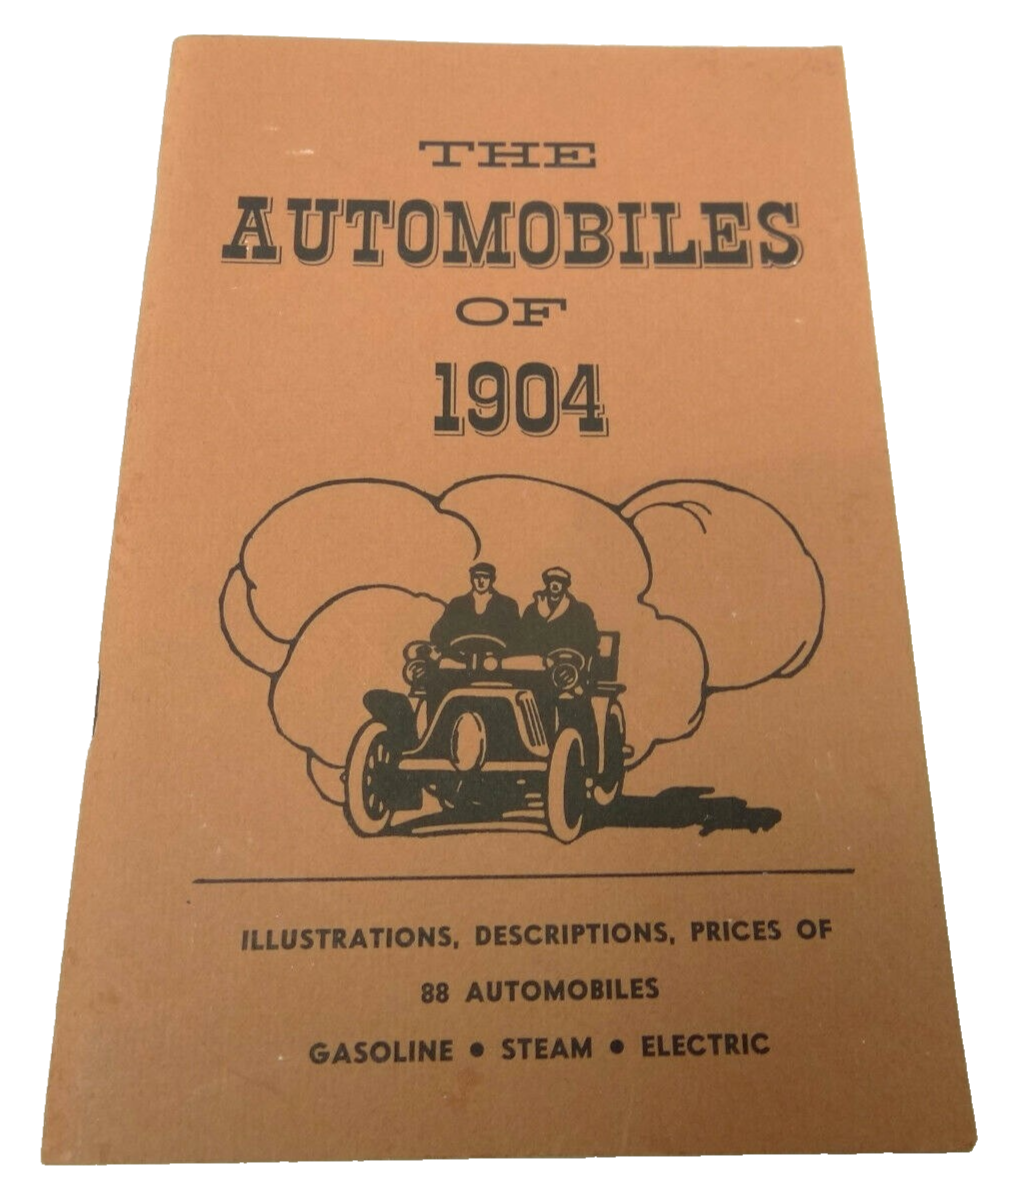 THE
AUTOMOBILES
OF
1904
ILLUSTRATIONS, DESCRIPTIONS, PRICES OF
88 AUTOMOBILES
GASOLINE • STEAM • ELECTRIC